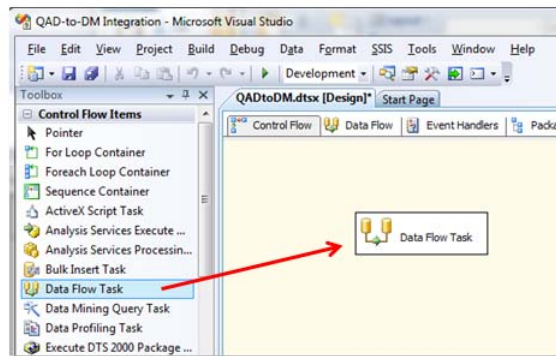 QAD-to-DM Integration - Microsoft Visual Studio
File Edit View Project Build Debug Data Format SSIS Tools Window Help
Development
Toolbox
QADtoDM.dtsx [Design]* Start Page
Control Flow Items
Control Flow Data Flow Event Handlers Packa
Pointer
For Loop Container
Foreach Loop Container
Sequence Container
ActiveX Script Task
Analysis Services Execute ...
Analysis Services Processin...
Bulk Insert Task
Data Flow Task
Data Flow Task
Data Mining Query Task
Data Profiling Task
Execute DTS 2000 Package ...